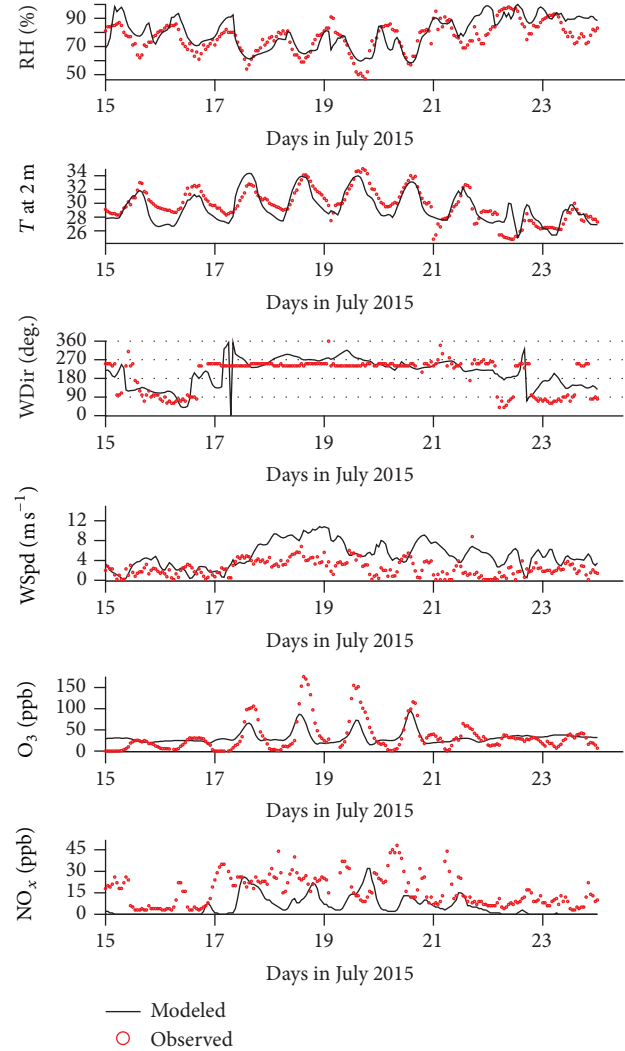 RH (%)
90
70
50
15 17 19 21 23
Days in July 2015
T at 2 m
34
32
30
28
26
15 17 19 21 23
Days in July 2015
WDir (deg.)
360
270
180
90
0
15 17 19 21 23
Days in July 2015
WSpd (m s⁻¹)
12
8
4
0
15 17 19 21 23
Days in July 2015
O₃ (ppb)
150
100
50
0
15 17 19 21 23
Days in July 2015
NOₓ (ppb)
45
30
15
0
15 17 19 21 23
Days in July 2015
Modeled
Observed